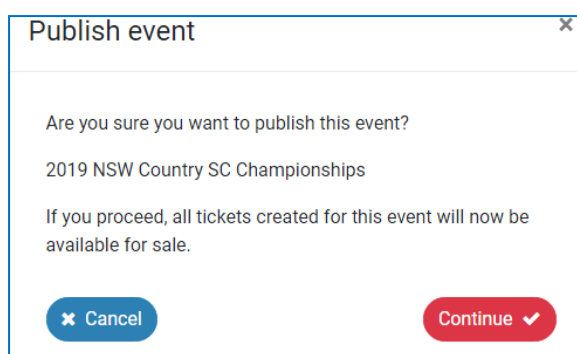 Publish event
Are you sure you want to publish this event?
2019 NSW Country SC Championships
If you proceed, all tickets created for this event will now be
available for sale.
Cancel
Continue